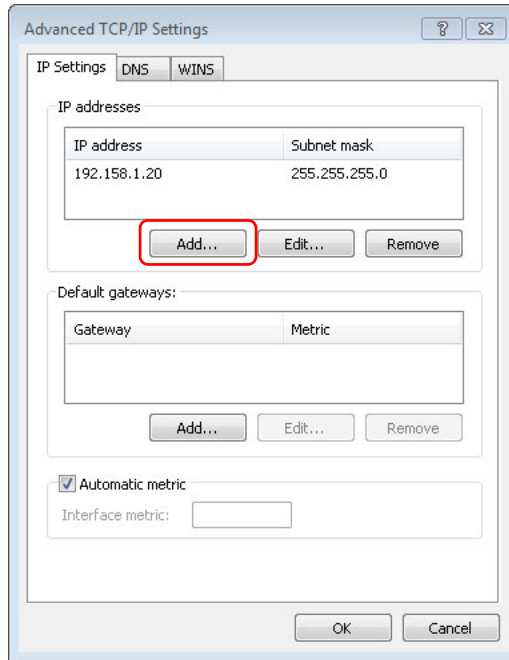 Advanced TCP/IP Settings
IP Settings DNS WINS
IP addresses
IP address Subnet mask
192.158.1.20 255.255.255.0
Add... Edit... Remove
Default gateways:
Gateway Metric
Add... Edit... Remove
Automatic metric
Interface metric:
OK Cancel